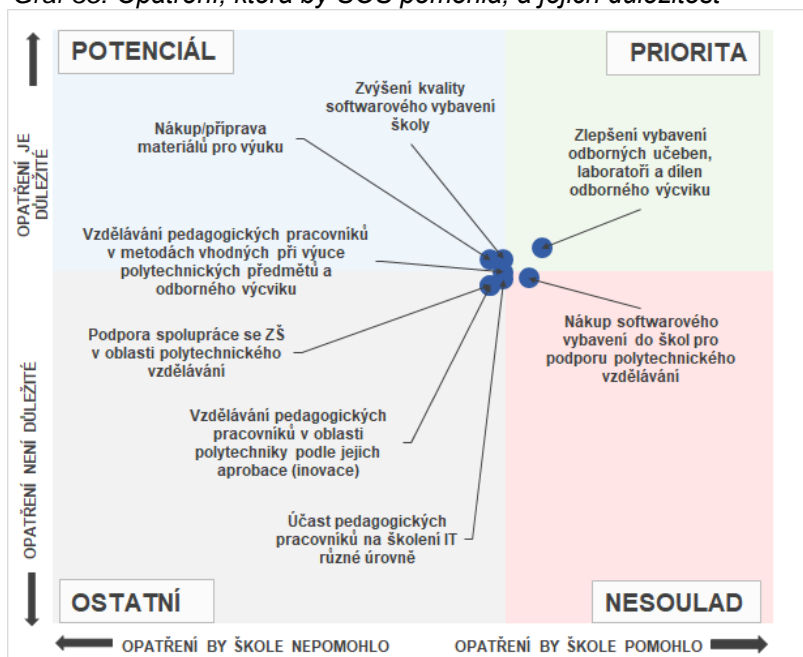 POTENCIÁL
PRIORITA
Zvýšení kvality
softwarového vybavení
školy
Nákup/příprava
materiálů pro výuku
Zlepšení vybavení
odborných učeben,
laboratoří a dílen
odborného výcviku
OPATŘENÍ JE
DŮLEŽITÉ
Vzdělávání pedagogických pracovníků
v metodách vhodných při výuce
polytechnických předmětů a
odborného výcviku
Podpora spolupráce se ZŠ
v oblasti polytechnického
vzdělávání
Nákup softwarového
vybavení do škol pro
podporu polytechnického
vzdělávání
Vzdělávání pedagogických
pracovníků v oblasti
polytechniky podle jejich
aprobace (inovace)
OPATŘENÍ NENÍ DŮLEŽITÉ
Účast pedagogických
pracovníků na školení IT
různé úrovně
OSTATNÍ
NESOULAD
OPATŘENÍ BY ŠKOLE NEPOMOHLO
OPATŘENÍ BY ŠKOLE POMOHLO